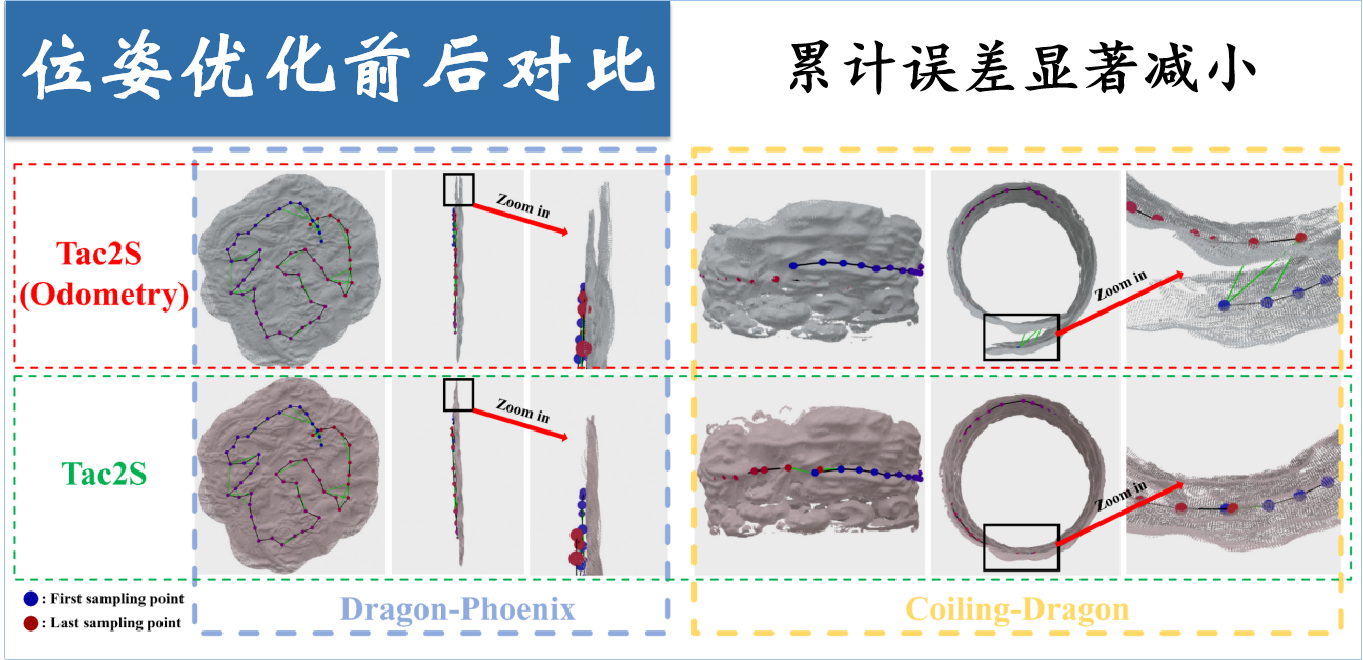 位姿优化前后对比
累计误差显著减小
Tac2S
(Odometry)
Zoom in
Zoom in
Tac2S
Zoom in
Zoom in
: First sampling point
: Last sampling point
Dragon-Phoenix
Coiling-Dragon